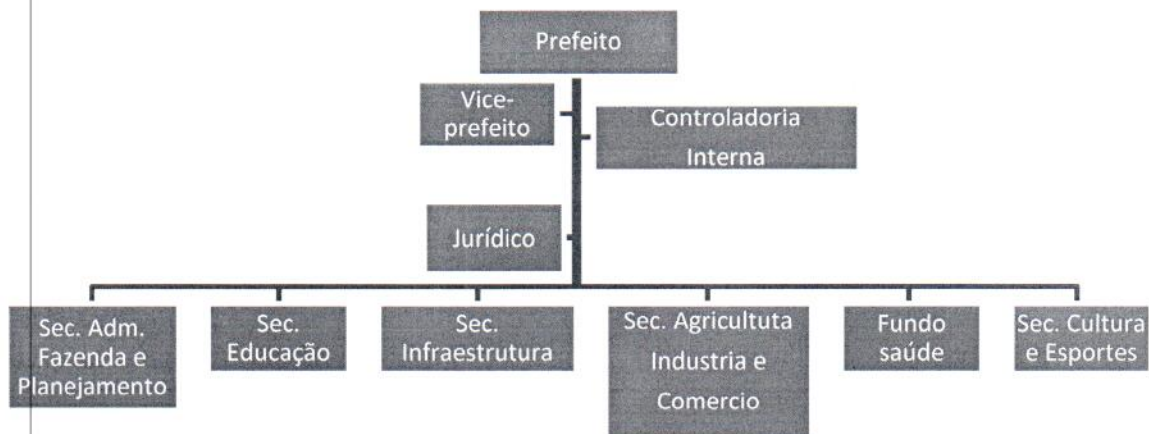 Prefeito
Vice-
prefeito
Controladoria
Interna
Jurídico
Sec. Adm.
Fazenda e
Planejamento
Sec.
Educação
Sec.
Infraestrutura
Sec. Agricultuta
Industria e
Comercio
Fundo
saúde
Sec. Cultura
e Esportes